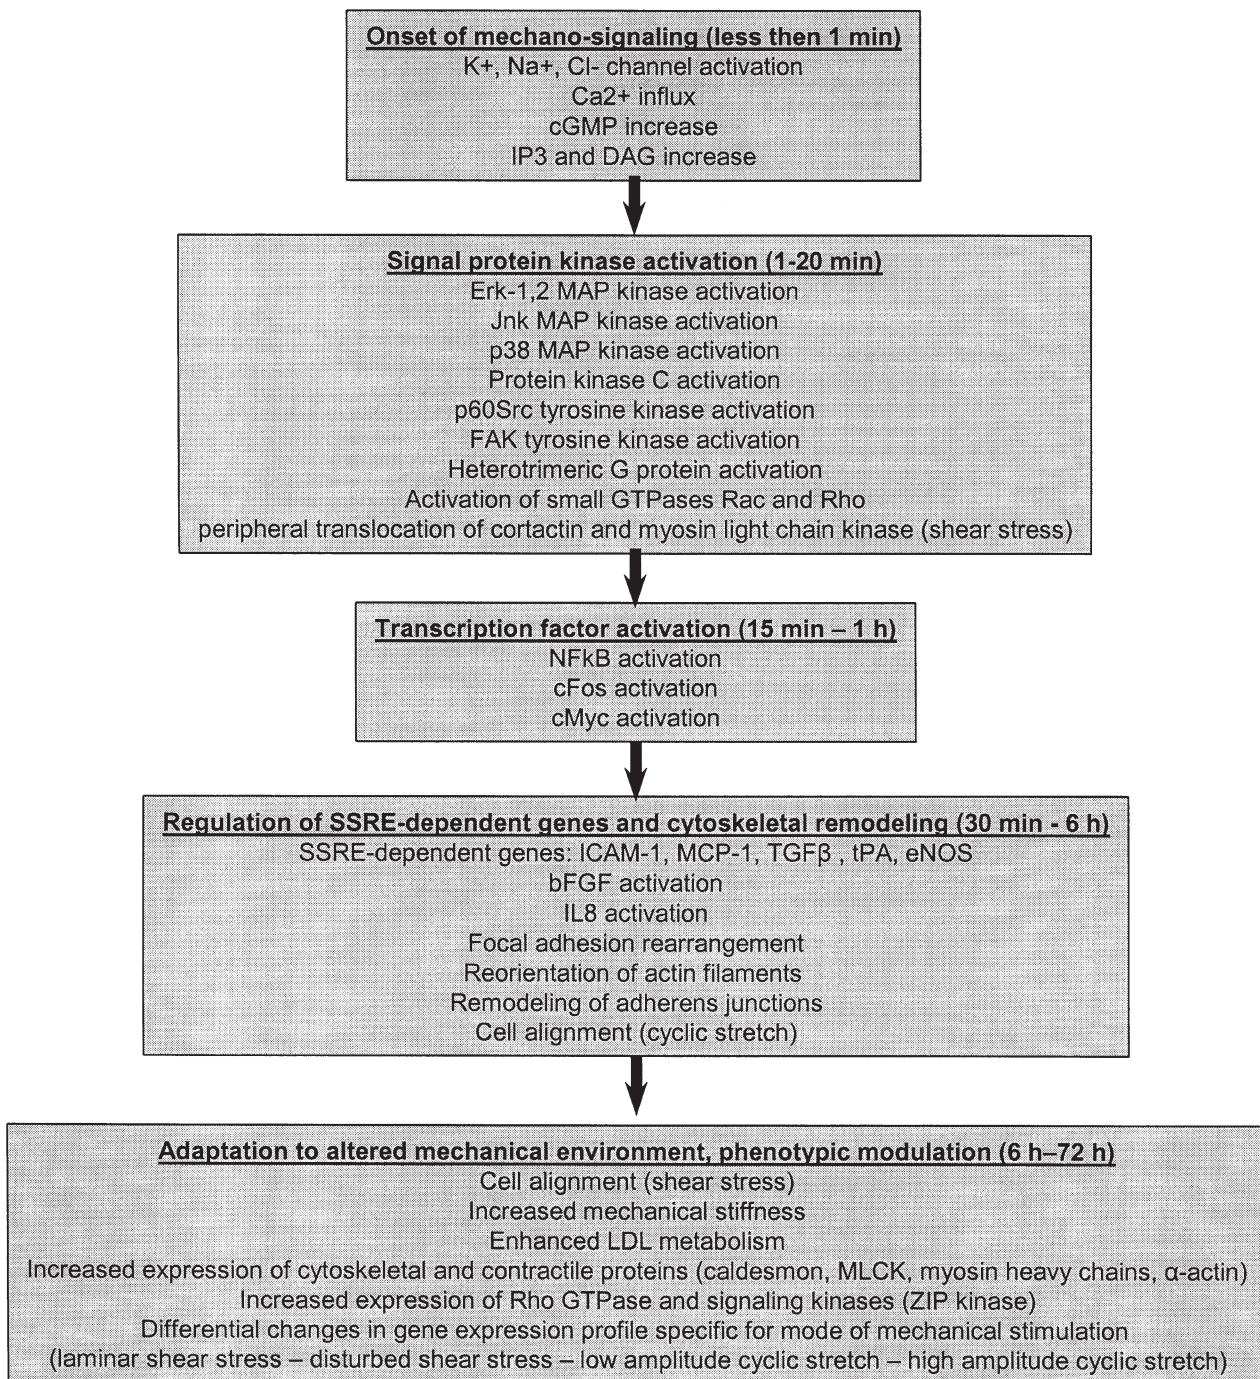 Onset of mechano-signaling (less then 1 min)
K+, Na+, Cl- channel activation
Ca2+ influx
cGMP increase
IP3 and DAG increase
Signal protein kinase activation (1-20 min)
Erk-1,2 MAP kinase activation
Jnk MAP kinase activation
p38 MAP kinase activation
Protein kinase C activation
p60Src tyrosine kinase activation
FAK tyrosine kinase activation
Heterotrimeric G protein activation
Activation of small GTPases Rac and Rho
peripheral translocation of cortactin and myosin light chain kinase (shear stress)
Transcription factor activation (15 min – 1 h)
NFkB activation
cFos activation
cMyc activation
Regulation of SSRE-dependent genes and cytoskeletal remodeling (30 min - 6 h)
SSRE-dependent genes: ICAM-1, MCP-1, TGFβ , tPA, eNOS
bFGF activation
IL8 activation
Focal adhesion rearrangement
Reorientation of actin filaments
Remodeling of adherens junctions
Cell alignment (cyclic stretch)
Adaptation to altered mechanical environment, phenotypic modulation (6 h–72 h)
Cell alignment (shear stress)
Increased mechanical stiffness
Enhanced LDL metabolism
Increased expression of cytoskeletal and contractile proteins (caldesmon, MLCK, myosin heavy chains, α-actin)
Increased expression of Rho GTPase and signaling kinases (ZIP kinase)
Differential changes in gene expression profile specific for mode of mechanical stimulation
(laminar shear stress – disturbed shear stress – low amplitude cyclic stretch – high amplitude cyclic stretch)